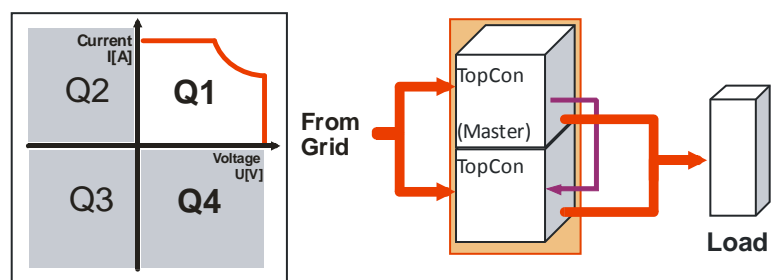 Current
I[A]
Q2
Q1
Voltage
U[V]
Q3
Q4
From
Grid
TopCon
(Master)
TopCon
Load